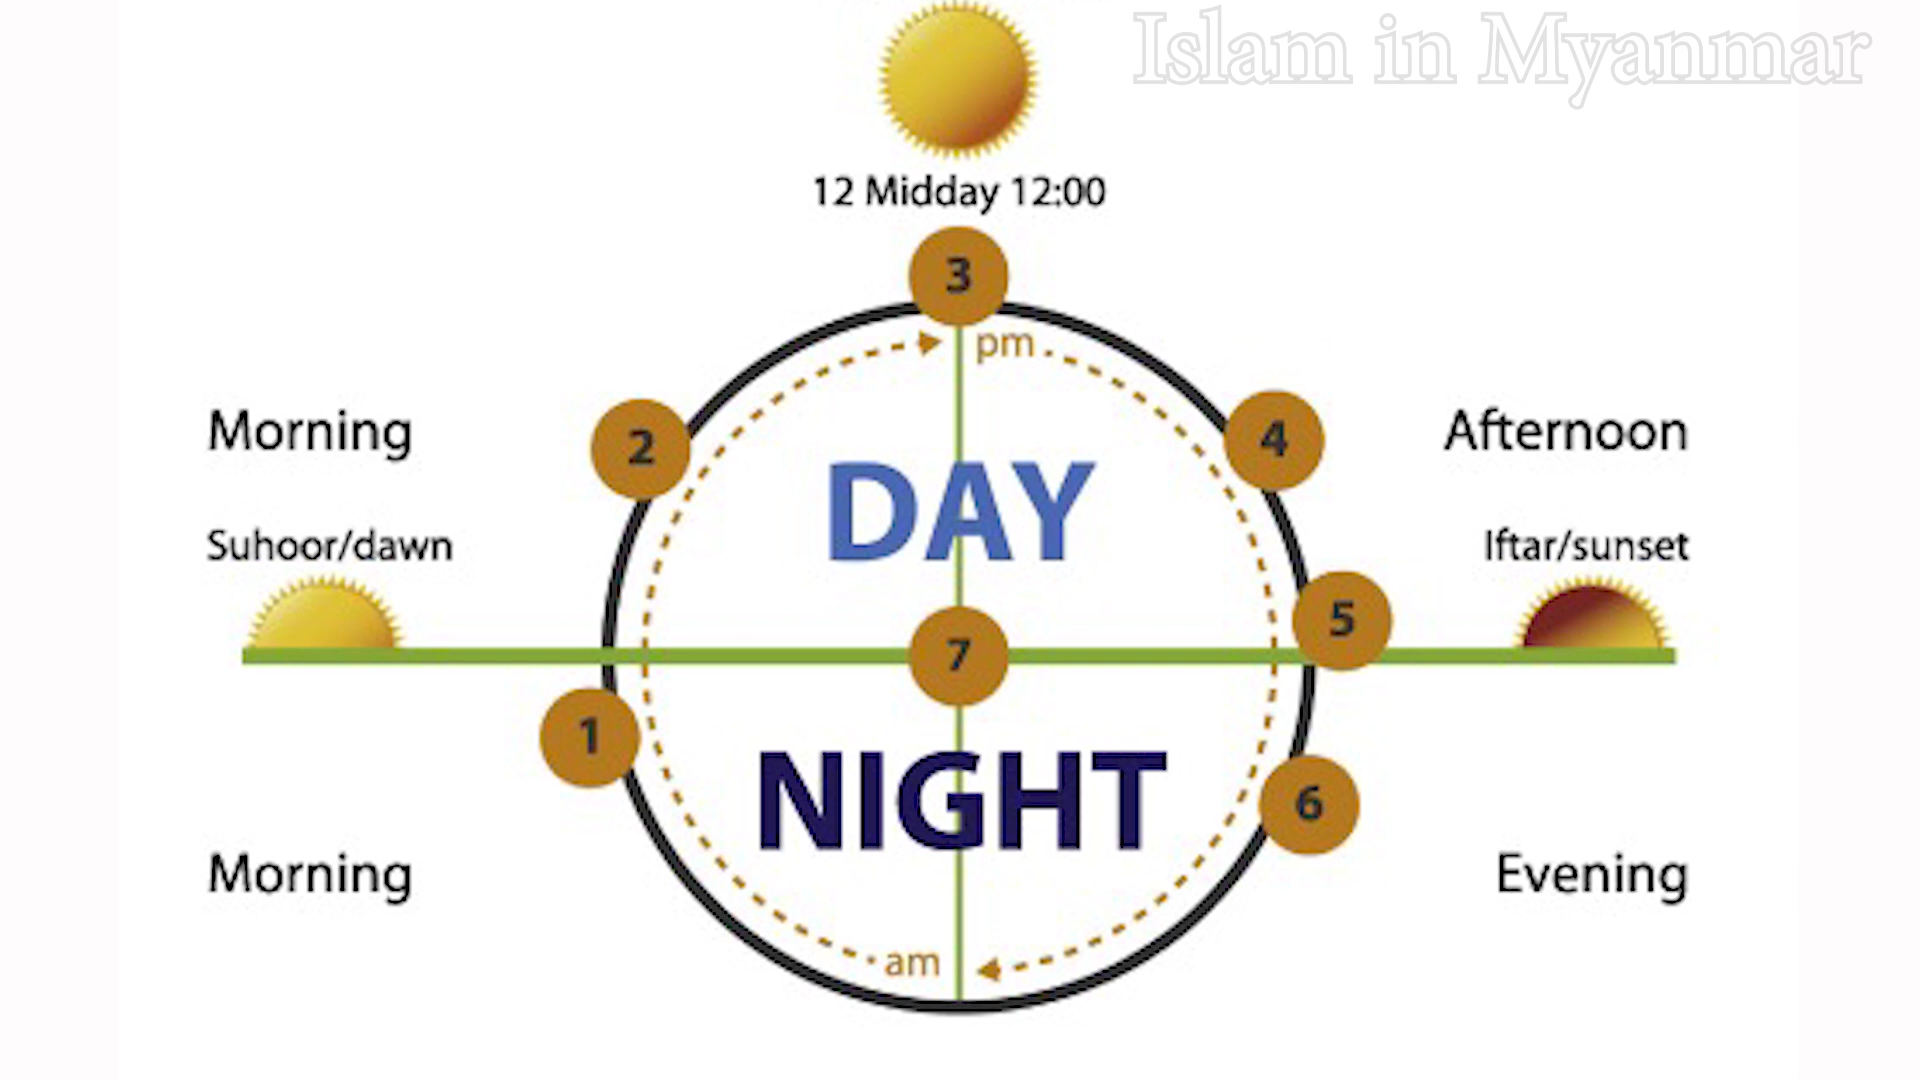 Islam in Myanmar
12 Midday 12:00
3
pm
2
4
Morning
Afternoon
DAY
Suhoor/dawn
Iftar/sunset
5
7
1
NIGHT
6
Morning
Evening
am